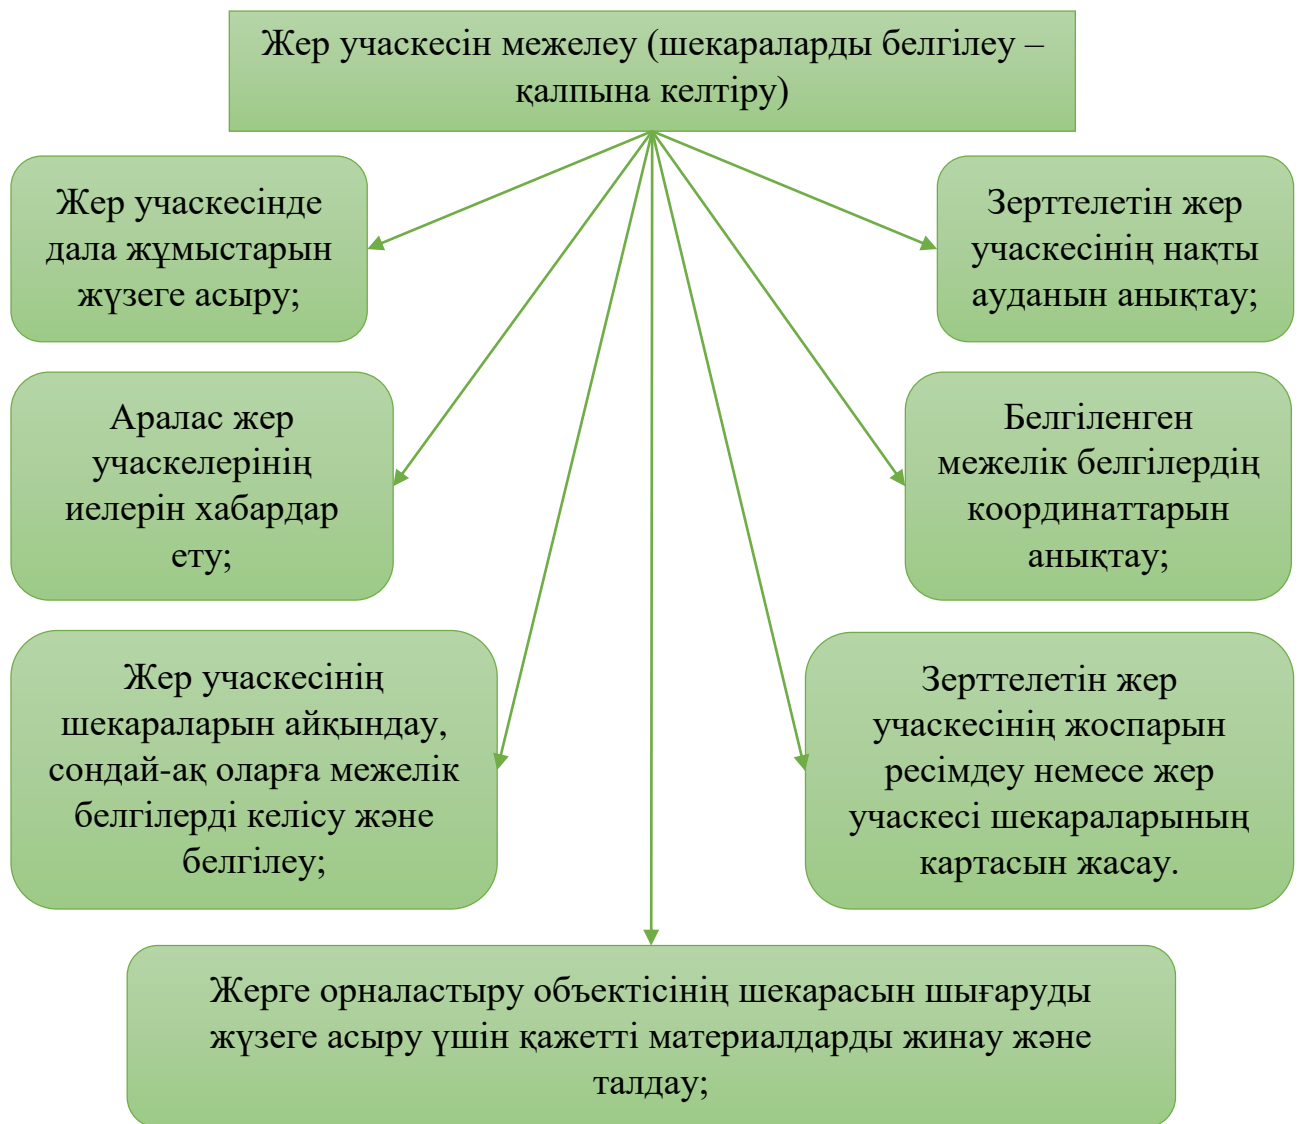 Жер учаскесін межелеу (шекараларды белгілеу –
қалпына келтіру)
Жер учаскесінде
дала жұмыстарын
жүзеге асыру;
Зерттелетін жер
учаскесінің нақты
ауданын анықтау;
Аралас жер
учаскелерінің
иелерін хабардар
ету;
Белгіленген
межелік белгілердің
координаттарын
анықтау;
Жер учаскесінің
шекараларын айқындау,
сондай-ақ оларға межелік
белгілерді келісу және
белгілеу;
Зерттелетін жер
учаскесінің жоспарын
ресімдеу немесе жер
учаскесі шекараларының
картасын жасау.
Жерге орналастыру объектісінің шекарасын шығаруды
жүзеге асыру үшін қажетті материалдарды жинау және
талдау;